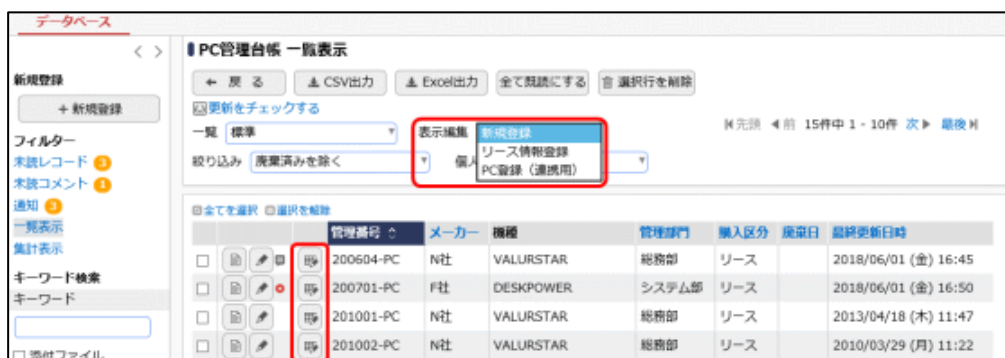 データベース
< >
新規登録
+ 新規登録
フィルター
未読レコード 3
未読コメント 1
通知 3
一覧表示
集計表示
キーワード検索
キーワード
添付ファイル
PC管理台帳 一覧表示
← 戻 る CSV出力 Excel出力 全て既読にする 選択行を削除
更新をチェックする
一覧 標準 表示編集 新規登録
リース情報登録
PC登録（連携用）
先頭 前 15件中 1 - 10件 次 最後
絞り込み 廃棄済みを除く 個人
全てを選択 選択を解除
管理番号 メーカー 機種 管理部門 購入区分 廃棄日 最終更新日時
200604-PC N社 VALURSTAR 総務部 リース 2018/06/01 (金) 16:45
200701-PC F社 DESKPOWER システム部 リース 2018/06/01 (金) 16:50
201001-PC N社 VALURSTAR 総務部 リース 2013/04/18 (木) 11:47
201002-PC N社 VALURSTAR 総務部 リース 2010/03/29 (月) 11:22